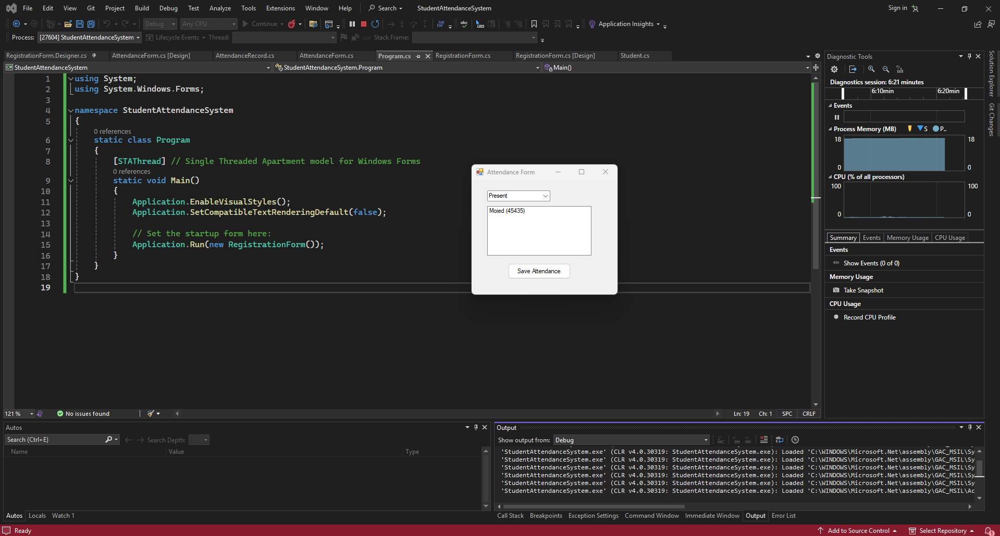 File Edit View Git Project Build Debug Test Analyze Tools Extensions Window Help Search StudentAttendanceSystem Sign in
Debug Any CPU Continue Application Insights
Process: [27604] StudentAttendanceSystem Lifecycle Events Thread: Stack Frame:
RegistrationForm.Designer.cs AttendanceForm.cs [Design] AttendanceRecord.cs AttendanceForm.cs Program.cs RegistrationForm.cs RegistrationForm.cs [Design] Student.cs
StudentAttendanceSystem StudentAttendanceSystem.Program Main()
1 using System;
2 using System.Windows.Forms;
3
4 namespace StudentAttendanceSystem
5 {
0 references
6 static class Program
7 {
8 [STAThread] // Single Threaded Apartment model for Windows Forms
0 references
9 static void Main()
10 {
11 Application.EnableVisualStyles();
12 Application.SetCompatibleTextRenderingDefault(false);
13
14 // Set the startup form here:
15 Application.Run(new RegistrationForm());
16 }
17 }
18 }
19
Attendance Form
Present
Moied (45435)
Save Attendance
121 % No issues found Ln: 19 Ch: 1 SPC CRLF
Diagnostic Tools
Diagnostics session: 6:21 minutes
6:10min 6:20min
Events
Process Memory (MB) S P..
18 18
0 0
CPU (% of all processors)
100 100
0 0
Summary Events Memory Usage CPU Usage
Events
Show Events (0 of 0)
Memory Usage
Take Snapshot
CPU Usage
Record CPU Profile
Solution Explorer
Git Changes
Autos
Search (Ctrl+E) Search Depth:
Name Value Type
Autos Locals Watch 1
Output
Show output from: Debug
'StudentAttendanceSystem.exe' (CLR v4.0.30319: StudentAttendanceSystem.exe): Loaded 'C:\WINDOWS\Microsoft.Net\assembly\GAC_MSIL\Sy
'StudentAttendanceSystem.exe' (CLR v4.0.30319: StudentAttendanceSystem.exe): Loaded 'C:\WINDOWS\Microsoft.Net\assembly\GAC_MSIL\Sy
'StudentAttendanceSystem.exe' (CLR v4.0.30319: StudentAttendanceSystem.exe): Loaded 'C:\WINDOWS\Microsoft.Net\assembly\GAC_MSIL\Sy
'StudentAttendanceSystem.exe' (CLR v4.0.30319: StudentAttendanceSystem.exe): Loaded 'C:\WINDOWS\Microsoft.Net\assembly\GAC_MSIL\Sy
'StudentAttendanceSystem.exe' (CLR v4.0.30319: StudentAttendanceSystem.exe): Loaded 'C:\WINDOWS\Microsoft.Net\assembly\GAC_MSIL\Sy
'StudentAttendanceSystem.exe' (CLR v4.0.30319: StudentAttendanceSystem.exe): Loaded 'C:\WINDOWS\Microsoft.Net\assembly\GAC_MSIL\Ac
Call Stack Breakpoints Exception Settings Command Window Immediate Window Output Error List
Ready Add to Source Control Select Repository 1